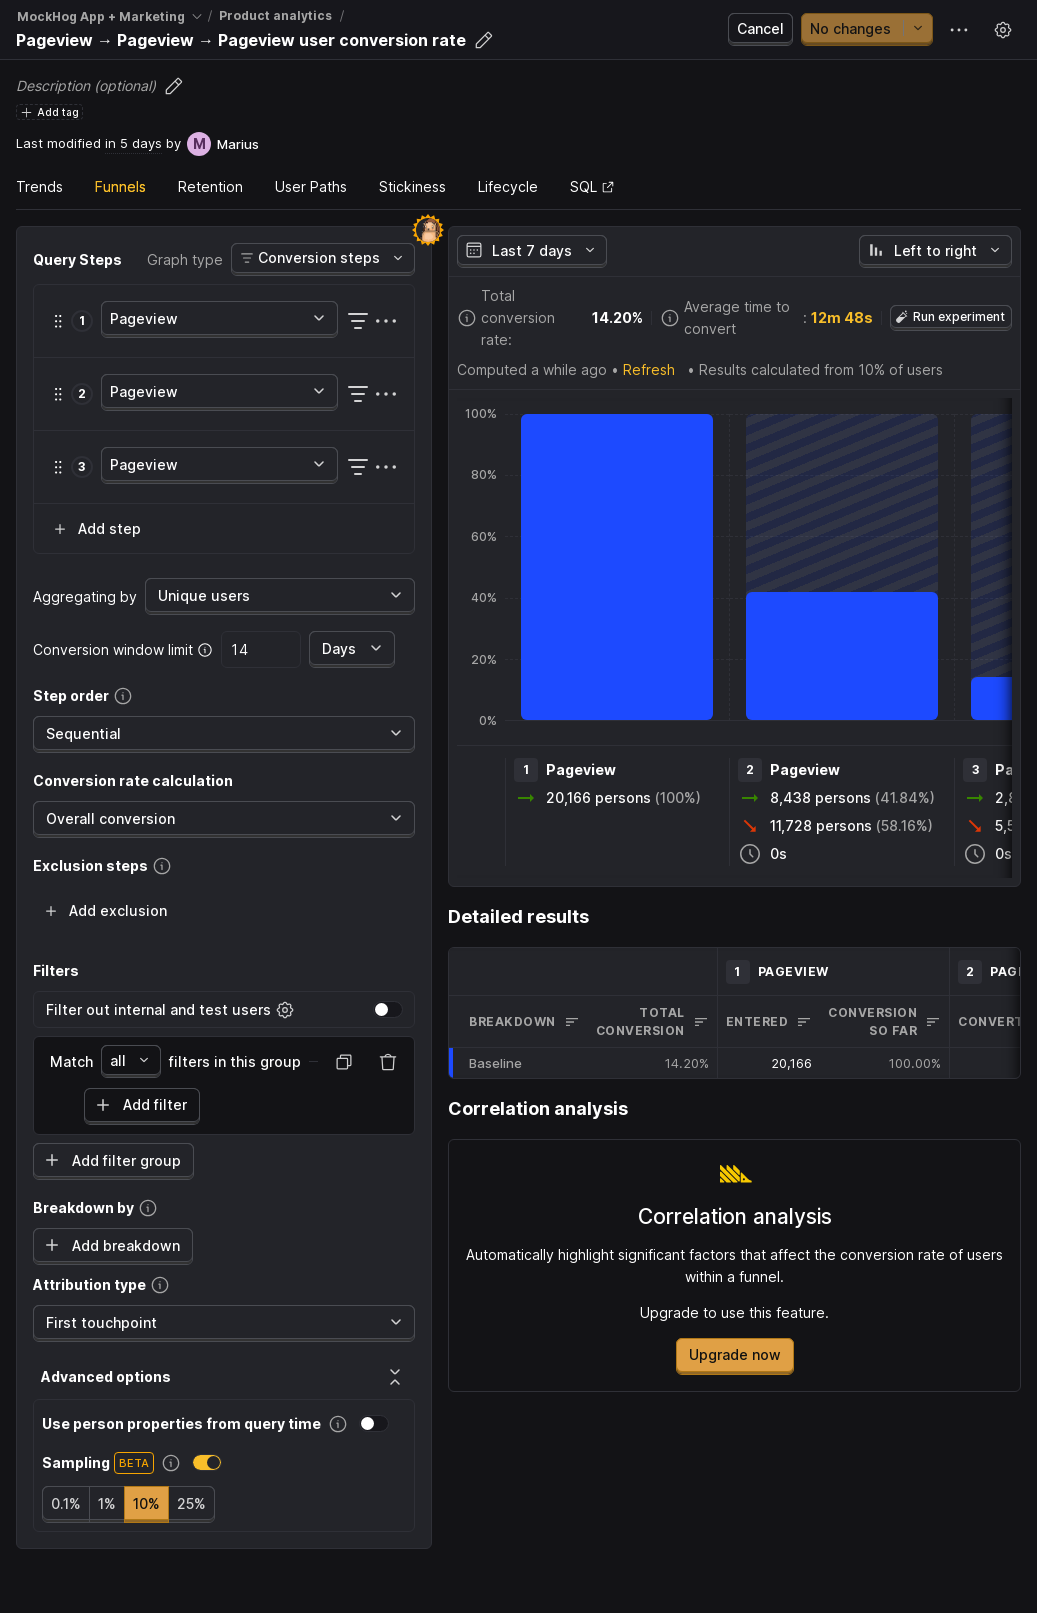 MockHog App + Marketing / Product analytics /
Pageview → Pageview → Pageview user conversion rate
Cancel
No changes
Description (optional)
Add tag
Last modified in 5 days by M Marius
Trends Funnels Retention User Paths Stickiness Lifecycle SQL
Query Steps Graph type Conversion steps
1 Pageview
2 Pageview
3 Pageview
Add step
Aggregating by Unique users
Conversion window limit 14 Days
Step order
Sequential
Conversion rate calculation
Overall conversion
Exclusion steps
Add exclusion
Filters
Filter out internal and test users
Match all filters in this group
Add filter
Add filter group
Breakdown by
Add breakdown
Attribution type
First touchpoint
Advanced options
Use person properties from query time
Sampling BETA
0.1% 1% 10% 25%
Last 7 days
Left to right
Total conversion rate: 14.20%
Average time to convert : 12m 48s
Run experiment
Computed a while ago • Refresh • Results calculated from 10% of users
100%
80%
60%
40%
20%
0%
1 Pageview
20,166 persons (100%)
2 Pageview
8,438 persons (41.84%)
11,728 persons (58.16%)
0s
3 Pa
2,8
5,5
0s
Detailed results
1 PAGEVIEW 2 PAGE
BREAKDOWN TOTAL CONVERSION ENTERED CONVERSION SO FAR CONVERT
Baseline 14.20% 20,166 100.00%
Correlation analysis
Correlation analysis
Automatically highlight significant factors that affect the conversion rate of users
within a funnel.
Upgrade to use this feature.
Upgrade now